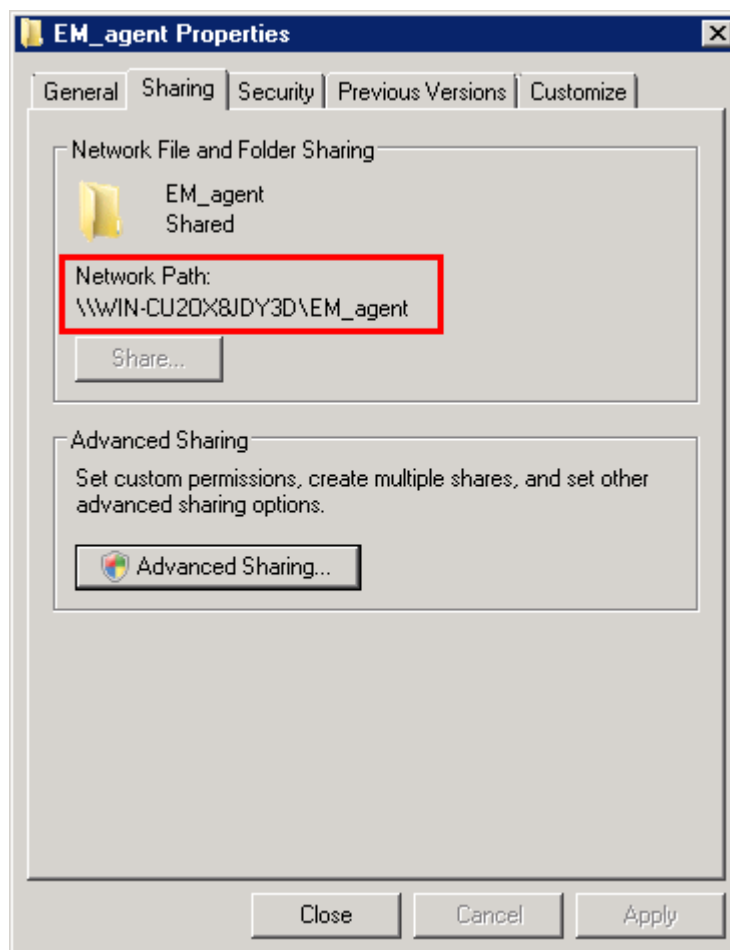 EM_agent Properties
General Sharing Security Previous Versions Customize
Network File and Folder Sharing
EM_agent
Shared
Network Path:
\\WIN-CU2OX8JDY3D\EM_agent
Share...
Advanced Sharing
Set custom permissions, create multiple shares, and set other
advanced sharing options.
Advanced Sharing...
Close Cancel Apply